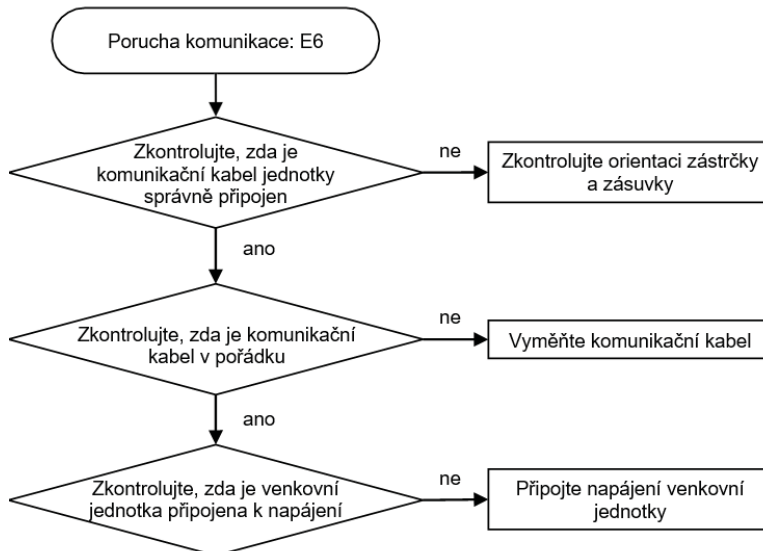 Porucha komunikace: E6
Zkontrolujte, zda je
komunikační kabel jednotky
správně připojen
ne
Zkontrolujte orientaci zástrčky
a zásuvky
ano
Zkontrolujte, zda je komunikační
kabel v pořádku
ne
Vyměňte komunikační kabel
ano
Zkontrolujte, zda je venkovní
jednotka připojena k napájení
ne
Připojte napájení venkovní
jednotky